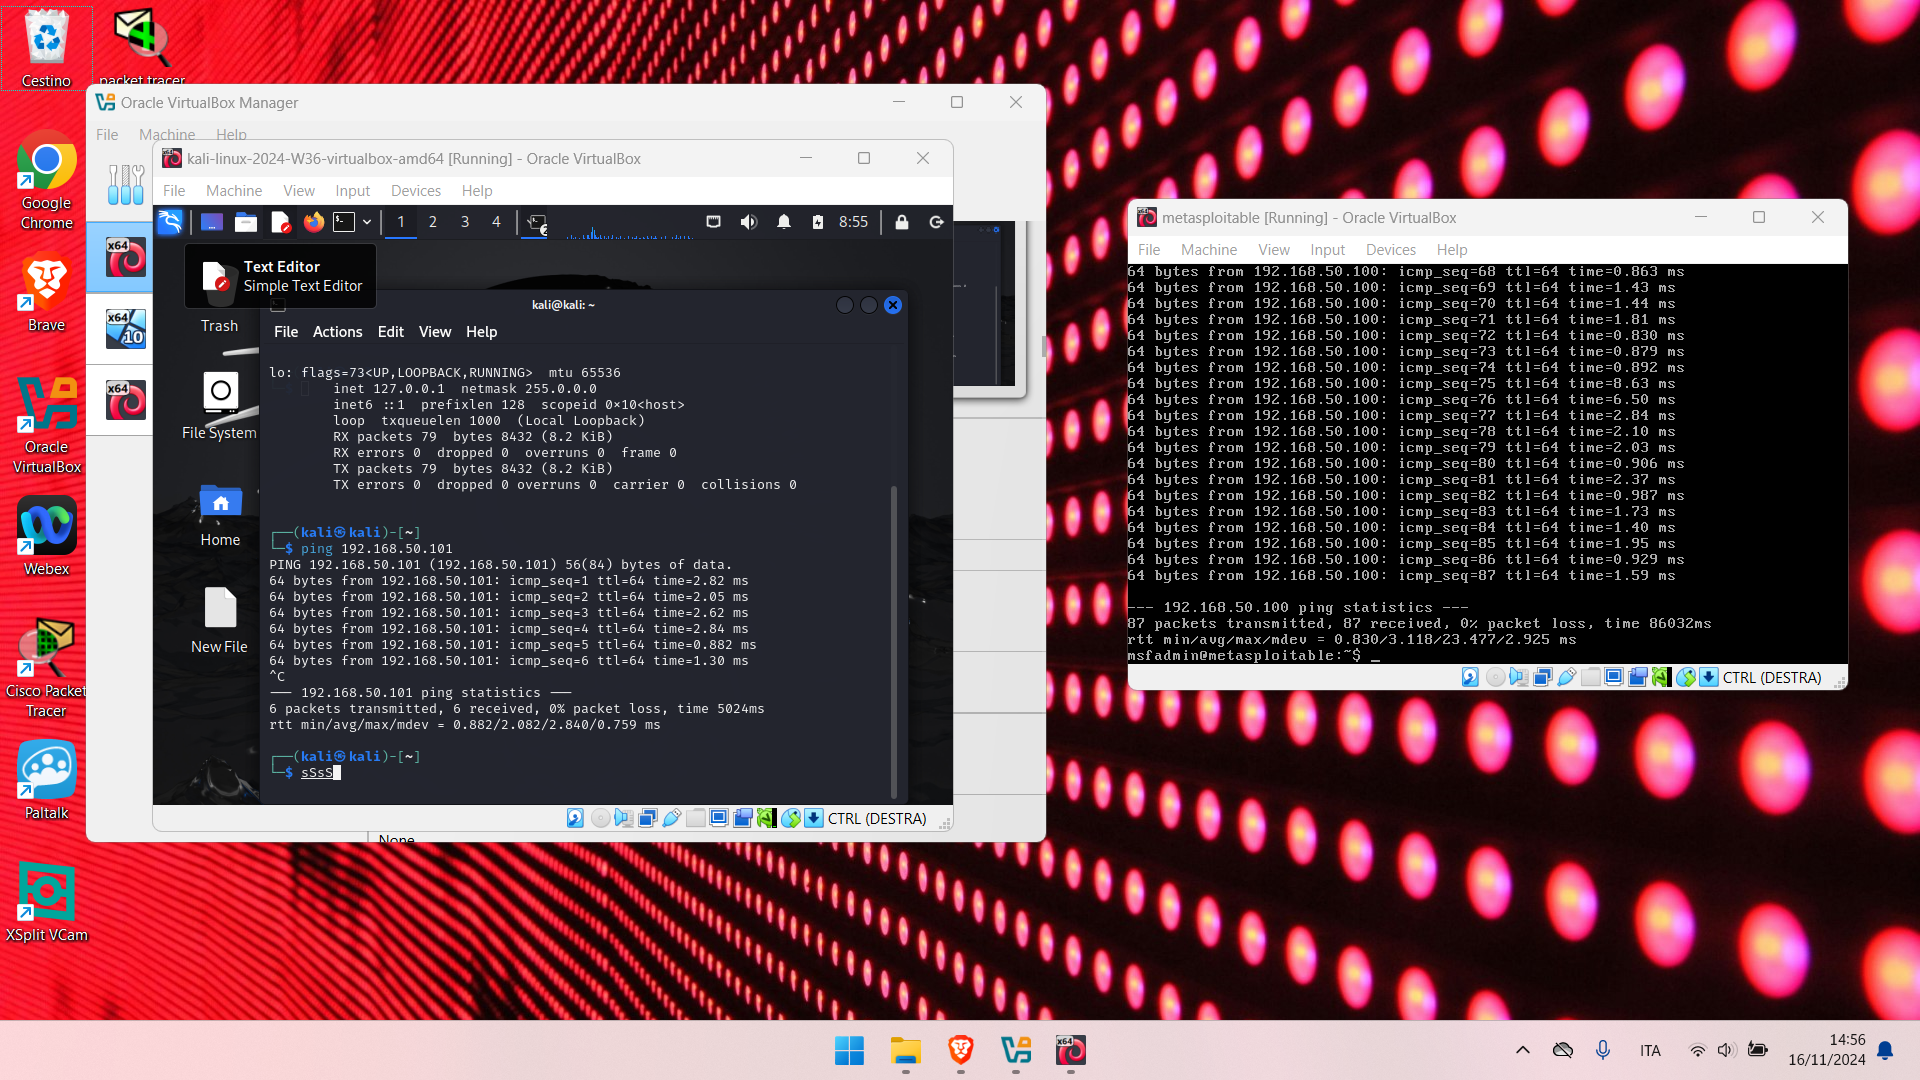 Cestino
packet tracer
Google
Chrome
Brave
Oracle
VirtualBox
Webex
Cisco Packet
Tracer
Paltalk
XSplit VCam
Oracle VirtualBox Manager
File Machine Help
x64
x64
10
x64
None
kali-linux-2024-W36-virtualbox-amd64 [Running] - Oracle VirtualBox
File Machine View Input Devices Help
1 2 3 4
2
8:55
Text Editor
Simple Text Editor
Trash
File System
Home
New File
kali@kali: ~
File Actions Edit View Help
lo: flags=73<UP,LOOPBACK,RUNNING>  mtu 65536
inet 127.0.0.1  netmask 255.0.0.0
inet6 ::1  prefixlen 128  scopeid 0×10<host>
loop  txqueuelen 1000  (Local Loopback)
RX packets 79  bytes 8432 (8.2 KiB)
RX errors 0  dropped 0  overruns 0  frame 0
TX packets 79  bytes 8432 (8.2 KiB)
TX errors 0  dropped 0 overruns 0  carrier 0  collisions 0
┌──(kali㉿kali)-[~]
└─$ ping 192.168.50.101
PING 192.168.50.101 (192.168.50.101) 56(84) bytes of data.
64 bytes from 192.168.50.101: icmp_seq=1 ttl=64 time=2.82 ms
64 bytes from 192.168.50.101: icmp_seq=2 ttl=64 time=2.05 ms
64 bytes from 192.168.50.101: icmp_seq=3 ttl=64 time=2.62 ms
64 bytes from 192.168.50.101: icmp_seq=4 ttl=64 time=2.84 ms
64 bytes from 192.168.50.101: icmp_seq=5 ttl=64 time=0.882 ms
64 bytes from 192.168.50.101: icmp_seq=6 ttl=64 time=1.30 ms
^C
--- 192.168.50.101 ping statistics ---
6 packets transmitted, 6 received, 0% packet loss, time 5024ms
rtt min/avg/max/mdev = 0.882/2.082/2.840/0.759 ms
┌──(kali㉿kali)-[~]
└─$ sSsS
CTRL (DESTRA)
metasploitable [Running] - Oracle VirtualBox
File Machine View Input Devices Help
64 bytes from 192.168.50.100: icmp_seq=68 ttl=64 time=0.863 ms
64 bytes from 192.168.50.100: icmp_seq=69 ttl=64 time=1.43 ms
64 bytes from 192.168.50.100: icmp_seq=70 ttl=64 time=1.44 ms
64 bytes from 192.168.50.100: icmp_seq=71 ttl=64 time=1.81 ms
64 bytes from 192.168.50.100: icmp_seq=72 ttl=64 time=0.830 ms
64 bytes from 192.168.50.100: icmp_seq=73 ttl=64 time=0.879 ms
64 bytes from 192.168.50.100: icmp_seq=74 ttl=64 time=0.892 ms
64 bytes from 192.168.50.100: icmp_seq=75 ttl=64 time=8.63 ms
64 bytes from 192.168.50.100: icmp_seq=76 ttl=64 time=6.50 ms
64 bytes from 192.168.50.100: icmp_seq=77 ttl=64 time=2.84 ms
64 bytes from 192.168.50.100: icmp_seq=78 ttl=64 time=2.10 ms
64 bytes from 192.168.50.100: icmp_seq=79 ttl=64 time=2.03 ms
64 bytes from 192.168.50.100: icmp_seq=80 ttl=64 time=0.906 ms
64 bytes from 192.168.50.100: icmp_seq=81 ttl=64 time=2.37 ms
64 bytes from 192.168.50.100: icmp_seq=82 ttl=64 time=0.987 ms
64 bytes from 192.168.50.100: icmp_seq=83 ttl=64 time=1.73 ms
64 bytes from 192.168.50.100: icmp_seq=84 ttl=64 time=1.40 ms
64 bytes from 192.168.50.100: icmp_seq=85 ttl=64 time=1.95 ms
64 bytes from 192.168.50.100: icmp_seq=86 ttl=64 time=0.929 ms
64 bytes from 192.168.50.100: icmp_seq=87 ttl=64 time=1.59 ms
--- 192.168.50.100 ping statistics ---
87 packets transmitted, 87 received, 0% packet loss, time 86032ms
rtt min/avg/max/mdev = 0.830/3.118/23.477/2.925 ms
msfadmin@metasploitable:~$ _
CTRL (DESTRA)
x64
ITA
14:56
16/11/2024